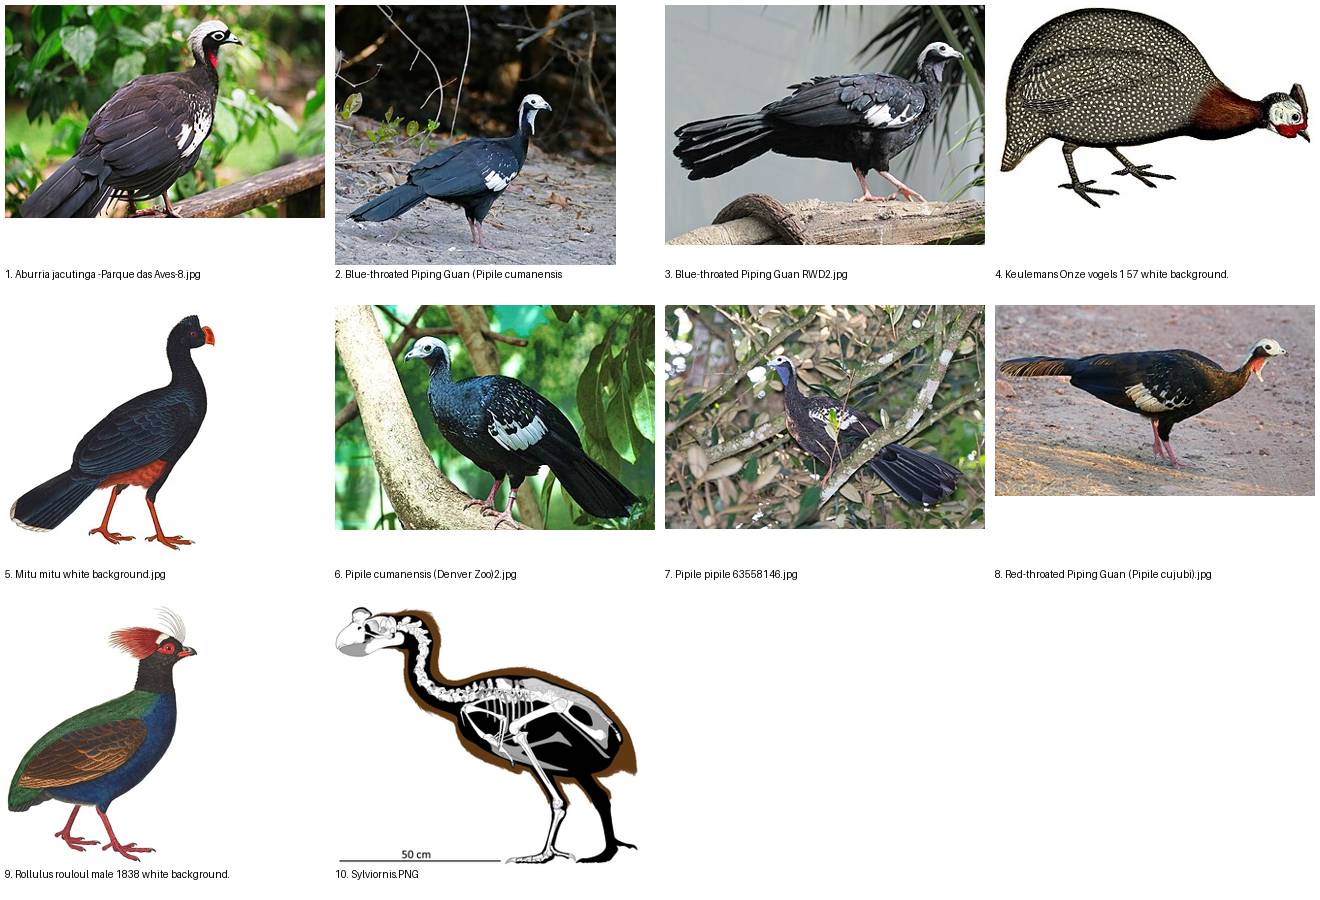 1. Aburria jacutinga -Parque das Aves-8.jpg
2. Blue-throated Piping Guan (Pipile cumanensis
3. Blue-throated Piping Guan RWD2.jpg
4. Keulemans Onze vogels 1 57 white background.
5. Mitu mitu white background.jpg
6. Pipile cumanensis (Denver Zoo)2.jpg
7. Pipile pipile 63558146.jpg
8. Red-throated Piping Guan (Pipile cujubi).jpg
50 cm
9. Rollulus rouloul male 1838 white background.
10. Sylviornis.PNG